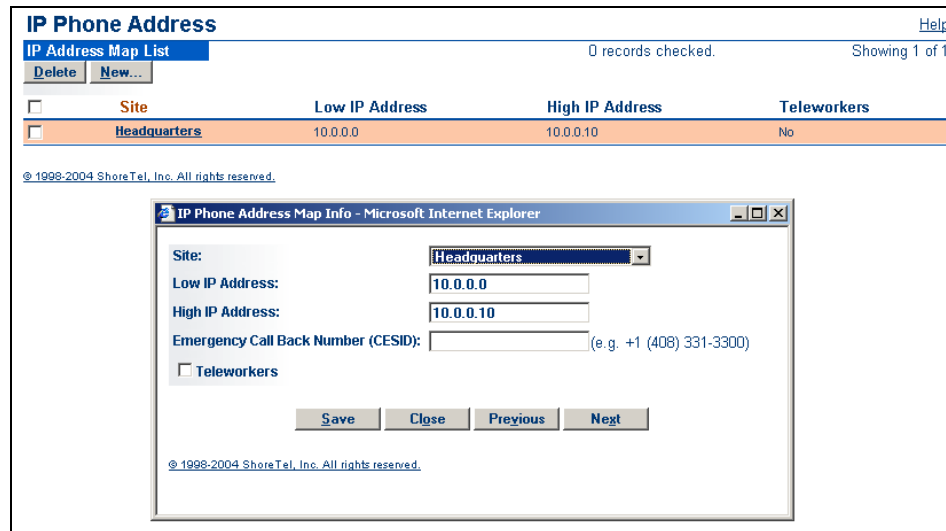 IP Phone Address Help
IP Address Map List 0 records checked. Showing 1 of 1
Delete New...
Site Low IP Address High IP Address Teleworkers
Headquarters 10.0.0.0 10.0.0.10 No
© 1998-2004 ShoreTel, Inc. All rights reserved.
IP Phone Address Map Info - Microsoft Internet Explorer
Site: Headquarters
Low IP Address: 10.0.0.0
High IP Address: 10.0.0.10
Emergency Call Back Number (CESID): (e.g. +1 (408) 331-3300)
Teleworkers
Save Close Previous Next
© 1998-2004 ShoreTel, Inc. All rights reserved.